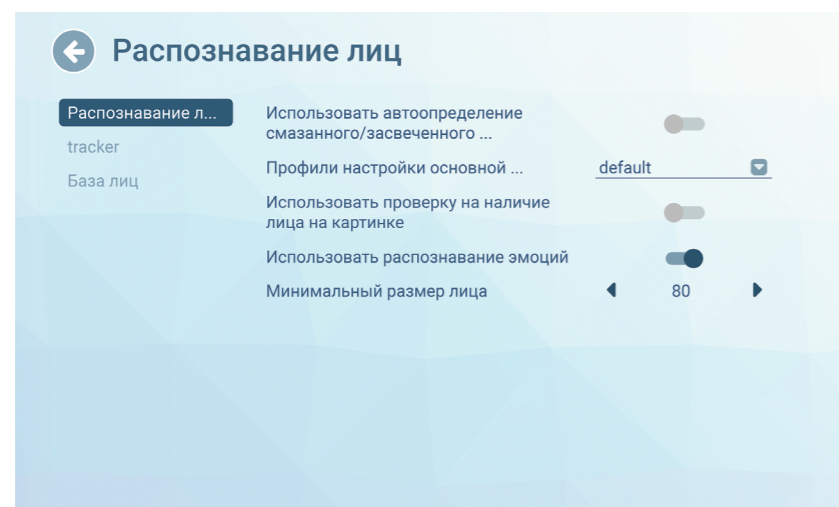 Распознавание лиц
Распознавание л...
tracker
База лиц
Использовать автоопределение
смазанного/засвеченного ...
Профили настройки основной ...
default
Использовать проверку на наличие
лица на картинке
Использовать распознавание эмоций
Минимальный размер лица
80